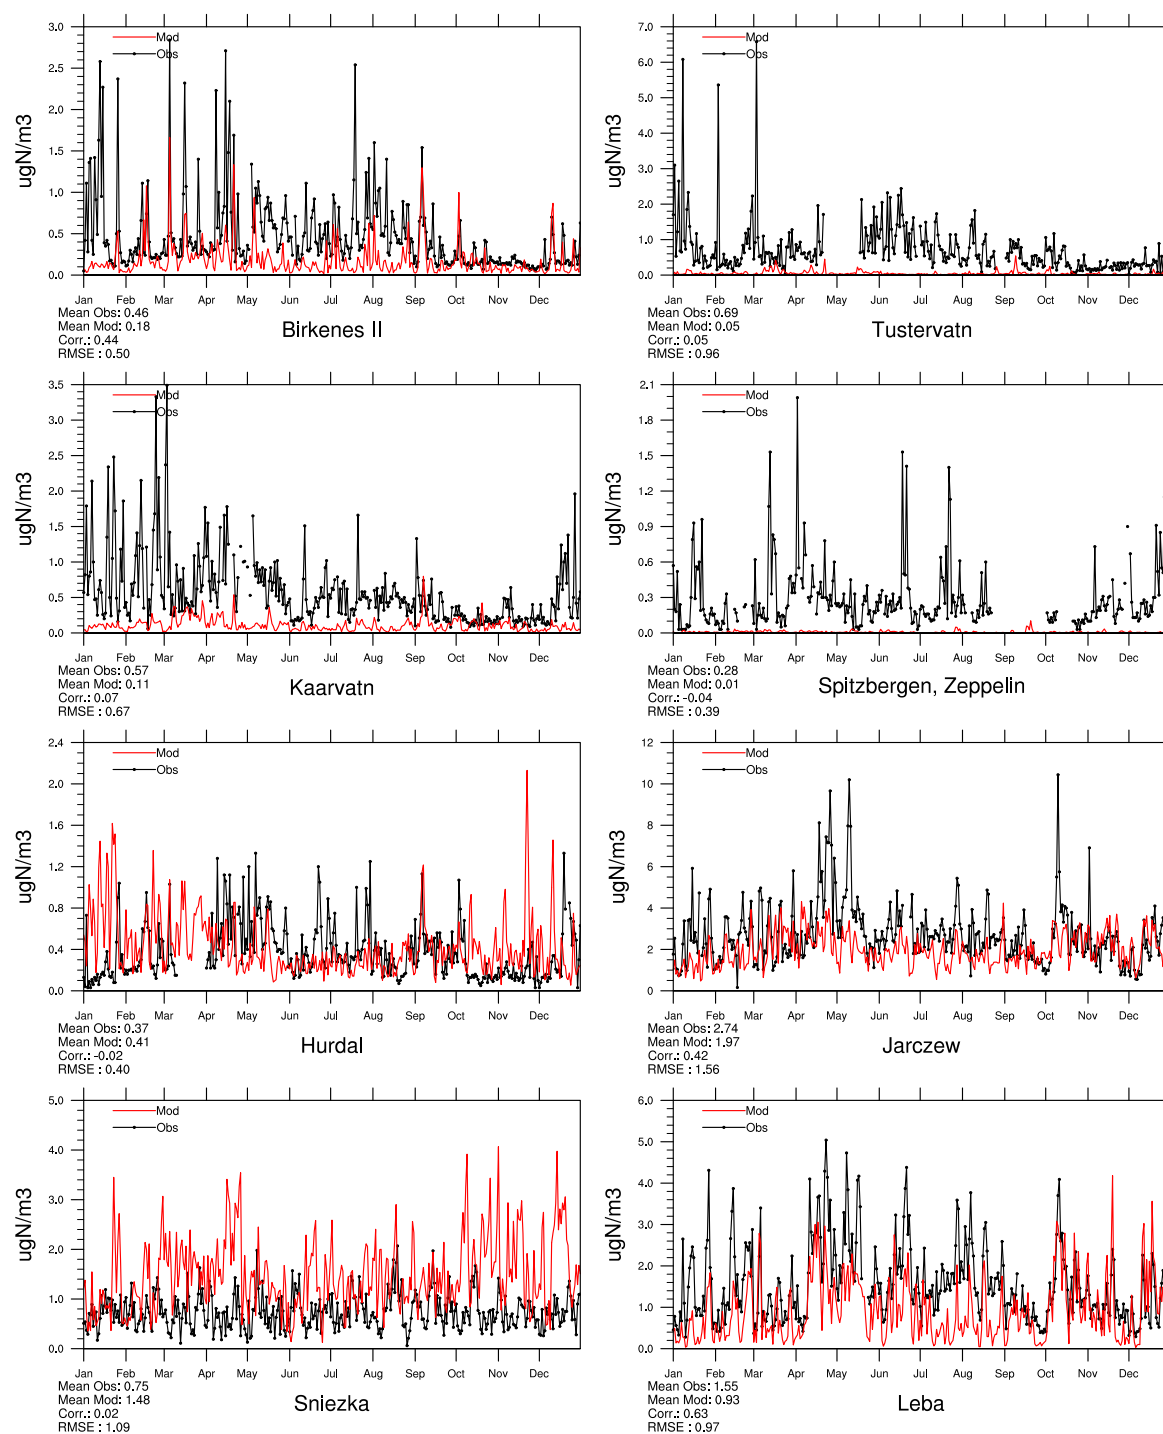 3.0
2.5
2.0
1.5
1.0
0.5
0.0
ugN/m3
Mod
Obs
Jan Feb Mar Apr May Jun Jul Aug Sep Oct Nov Dec
Mean Obs: 0.46
Mean Mod: 0.18
Corr.: 0.44
RMSE : 0.50
Birkenes II
7.0
6.0
5.0
4.0
3.0
2.0
1.0
0.0
ugN/m3
Mod
Obs
Jan Feb Mar Apr May Jun Jul Aug Sep Oct Nov Dec
Mean Obs: 0.69
Mean Mod: 0.05
Corr.: 0.05
RMSE : 0.96
Tustervatn
3.5
3.0
2.5
2.0
1.5
1.0
0.5
0.0
ugN/m3
Mod
Obs
Jan Feb Mar Apr May Jun Jul Aug Sep Oct Nov Dec
Mean Obs: 0.57
Mean Mod: 0.11
Corr.: 0.07
RMSE : 0.67
Kaarvatn
2.1
1.8
1.5
1.2
0.9
0.6
0.3
0.0
ugN/m3
Mod
Obs
Jan Feb Mar Apr May Jun Jul Aug Sep Oct Nov Dec
Mean Obs: 0.28
Mean Mod: 0.01
Corr.: -0.04
RMSE : 0.39
Spitzbergen, Zeppelin
2.4
2.0
1.6
1.2
0.8
0.4
0.0
ugN/m3
Mod
Obs
Jan Feb Mar Apr May Jun Jul Aug Sep Oct Nov Dec
Mean Obs: 0.37
Mean Mod: 0.41
Corr.: -0.02
RMSE : 0.40
Hurdal
12
10
8
6
4
2
0
ugN/m3
Mod
Obs
Jan Feb Mar Apr May Jun Jul Aug Sep Oct Nov Dec
Mean Obs: 2.74
Mean Mod: 1.97
Corr.: 0.42
RMSE : 1.56
Jarczew
5.0
4.0
3.0
2.0
1.0
0.0
ugN/m3
Mod
Obs
Jan Feb Mar Apr May Jun Jul Aug Sep Oct Nov Dec
Mean Obs: 0.75
Mean Mod: 1.48
Corr.: 0.02
RMSE : 1.09
Sniezka
6.0
5.0
4.0
3.0
2.0
1.0
0.0
ugN/m3
Mod
Obs
Jan Feb Mar Apr May Jun Jul Aug Sep Oct Nov Dec
Mean Obs: 1.55
Mean Mod: 0.93
Corr.: 0.63
RMSE : 0.97
Leba